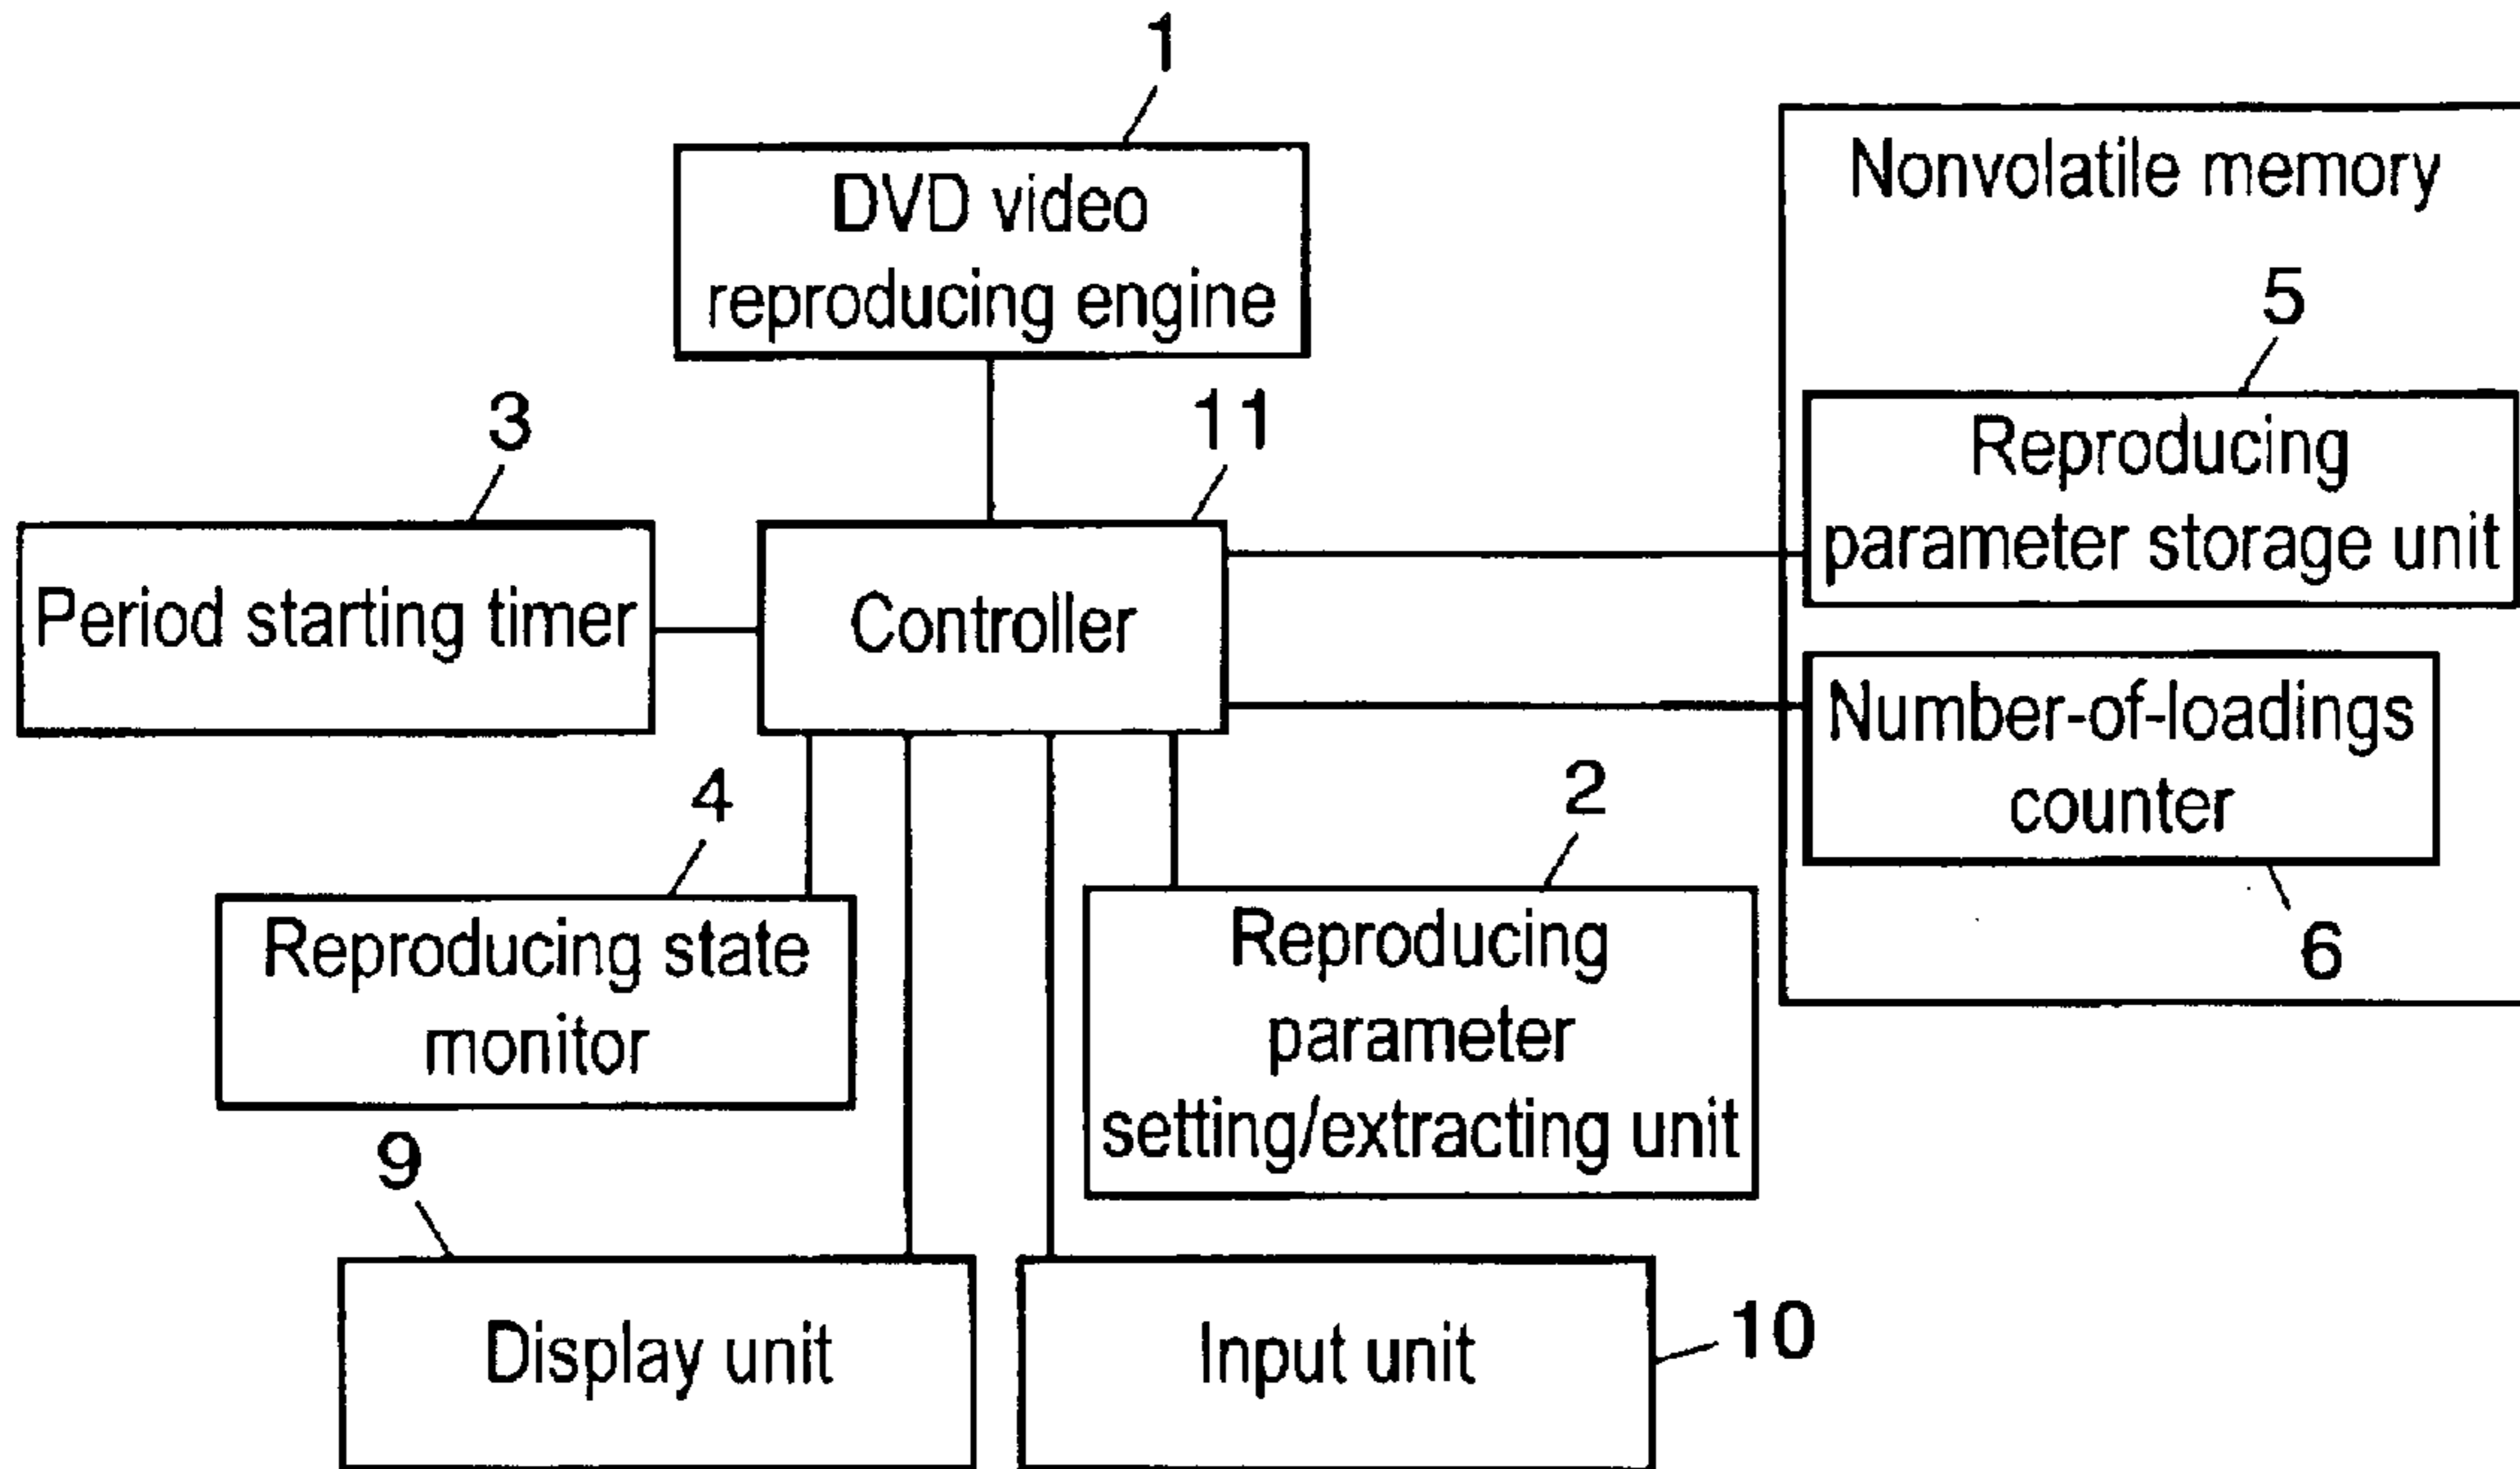 1
DVD video
reproducing engine
Nonvolatile memory
5
Reproducing
parameter storage unit
3
Period starting timer
11
Controller
Number-of-loadings
counter
6
4
Reproducing state
monitor
2
Reproducing
parameter
setting/extracting unit
9
Display unit
Input unit
10